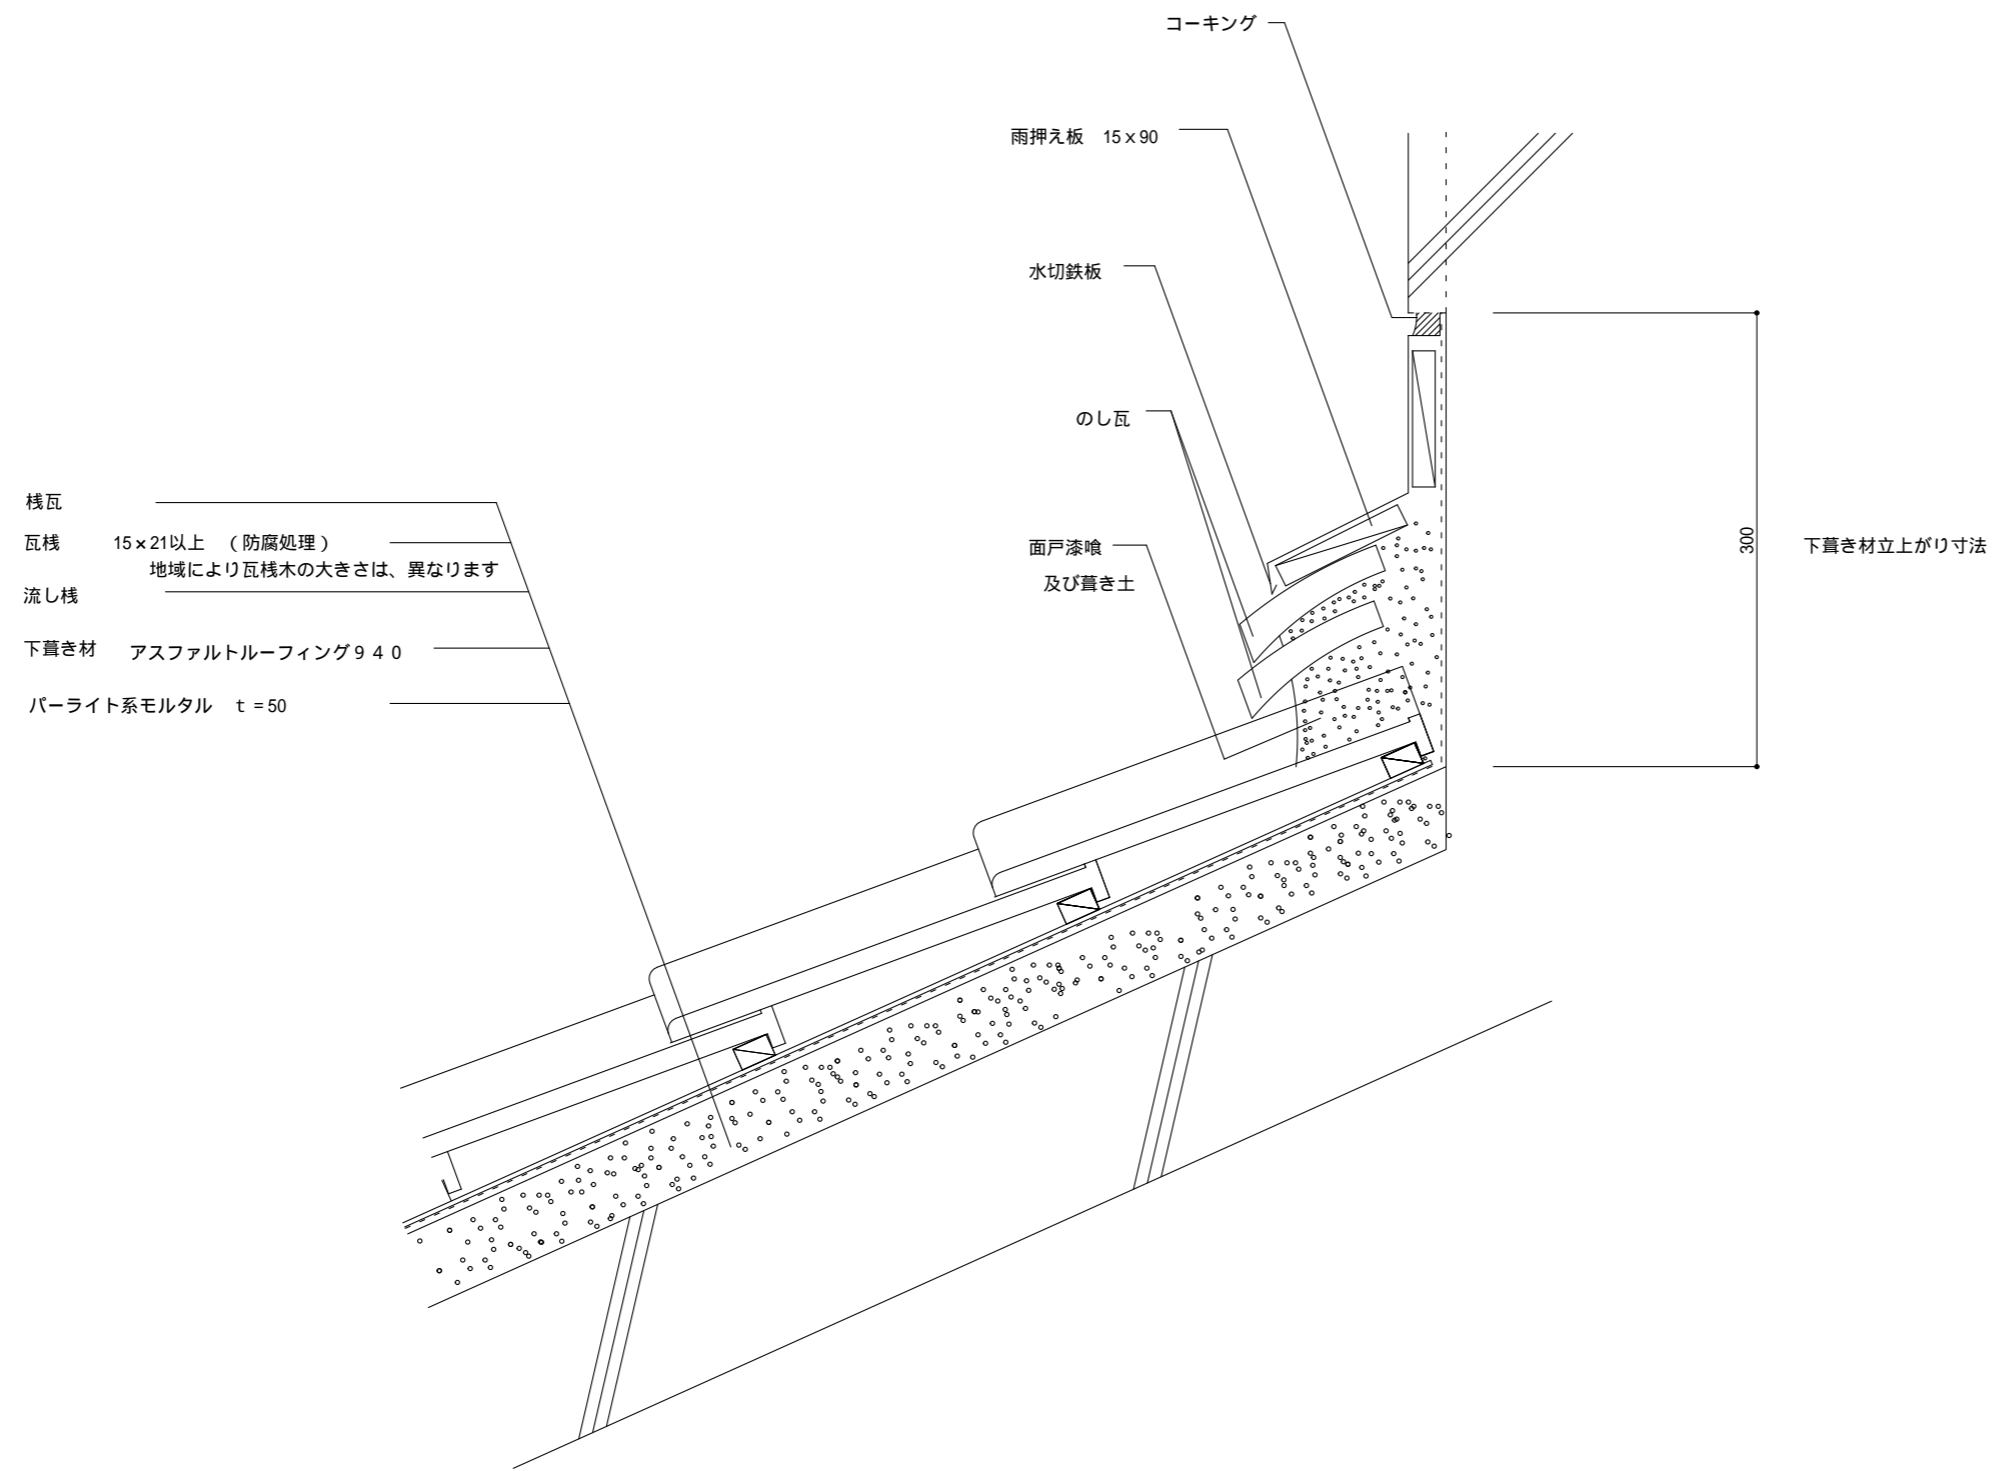 コーキング
雨押え板　15×90
水切鉄板
のし瓦
面戸漆喰
及び葺き土
桟瓦
瓦桟　15×21以上　（防腐処理）
地域により瓦桟木の大きさは、異なります
流し桟
下葺き材　アスファルトルーフィング９４０
パーライト系モルタル　ｔ=50
300
下葺き材立上がり寸法